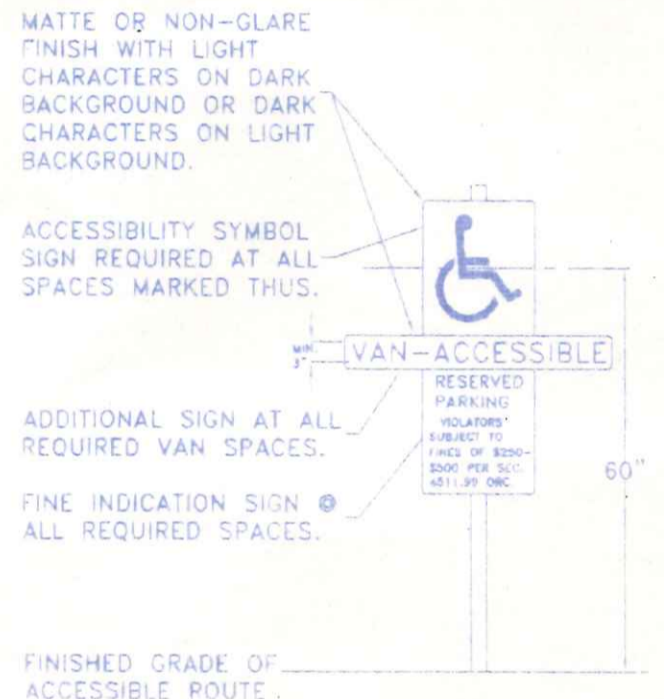 MATTE OR NON-GLARE
FINISH WITH LIGHT
CHARACTERS ON DARK
BACKGROUND OR DARK
CHARACTERS ON LIGHT
BACKGROUND.
ACCESSIBILITY SYMBOL
SIGN REQUIRED AT ALL
SPACES MARKED THUS.
MIN.
3"
VAN-ACCESSIBLE
RESERVED
PARKING
VIOLATORS
SUBJECT TO
FINES OF $250-
$500 PER SEC.
4511.99 ORC
ADDITIONAL SIGN AT ALL
REQUIRED VAN SPACES.
60"
FINE INDICATION SIGN @
ALL REQUIRED SPACES.
FINISHED GRADE OF
ACCESSIBLE ROUTE.